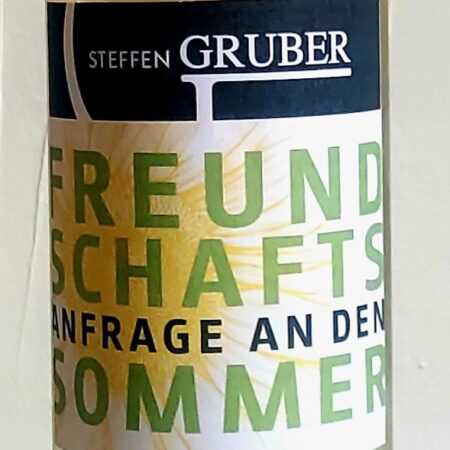 STEFFEN GRUBER
FREUND
SCHAFTS
ANFRAGE AN DEN
SOMMER